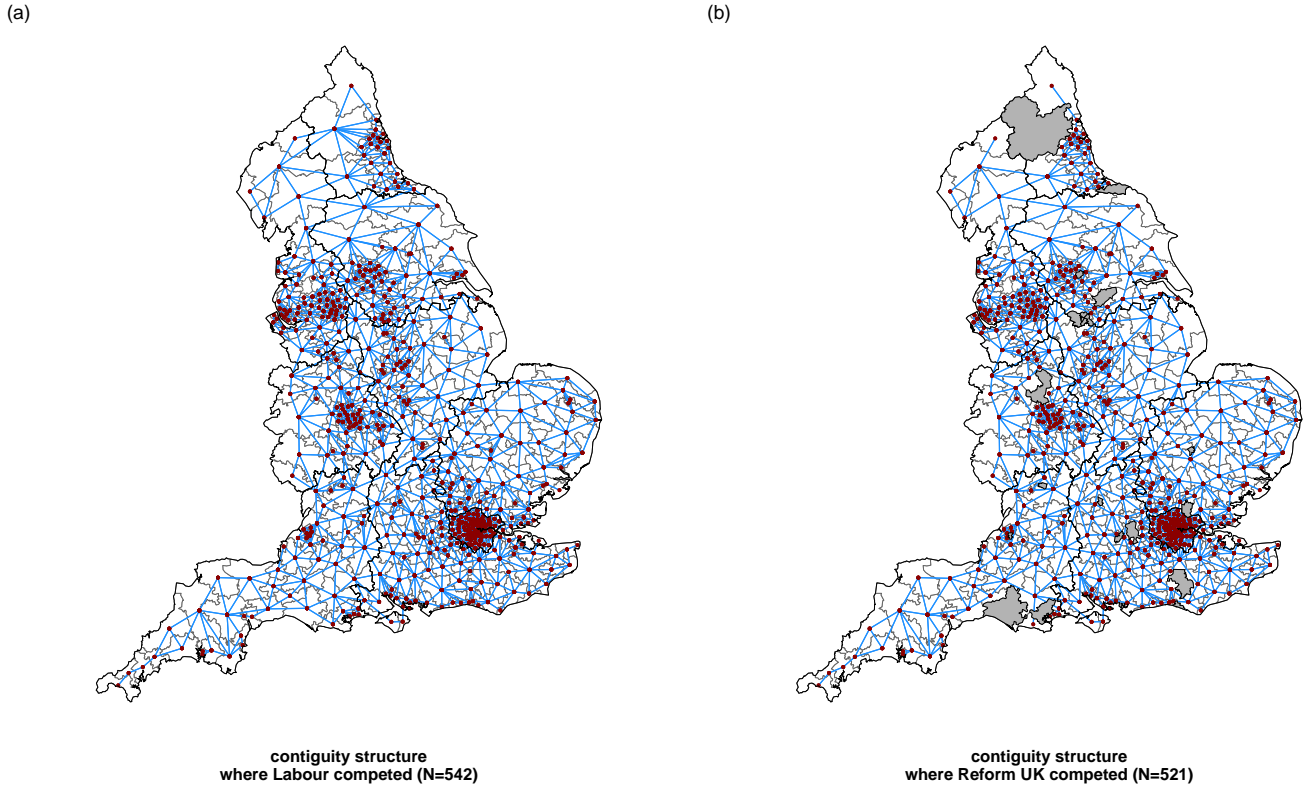 (a)
(b)
contiguity structure
where Labour competed (N=542)
contiguity structure
where Reform UK competed (N=521)